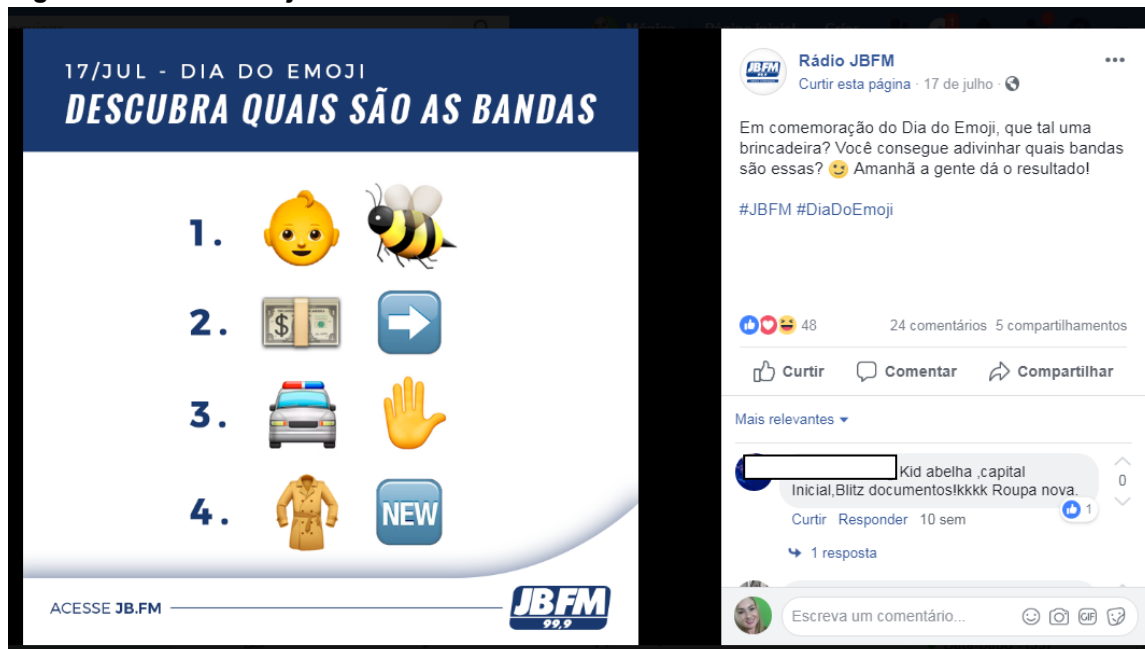 17/JUL - DIA DO EMOJI
DESCUBRA QUAIS SÃO AS BANDAS
1.
2.
3.
4.
NEW
ACESSE JB.FM
JBFM
99,9
JBFM
Rádio JBFM
Curtir esta página · 17 de julho ·
Em comemoração do Dia do Emoji, que tal uma
brincadeira? Você consegue adivinhar quais bandas
são essas? 😉 Amanhã a gente dá o resultado!
#JBFM #DiaDoEmoji
48 24 comentários 5 compartilhamentos
Curtir Comentar Compartilhar
Mais relevantes
Kid abelha ,capital
Inicial,Blitz documentos!kkkk Roupa nova.
0
1
Curtir Responder 10 sem
1 resposta
Escreva um comentário...
GIF